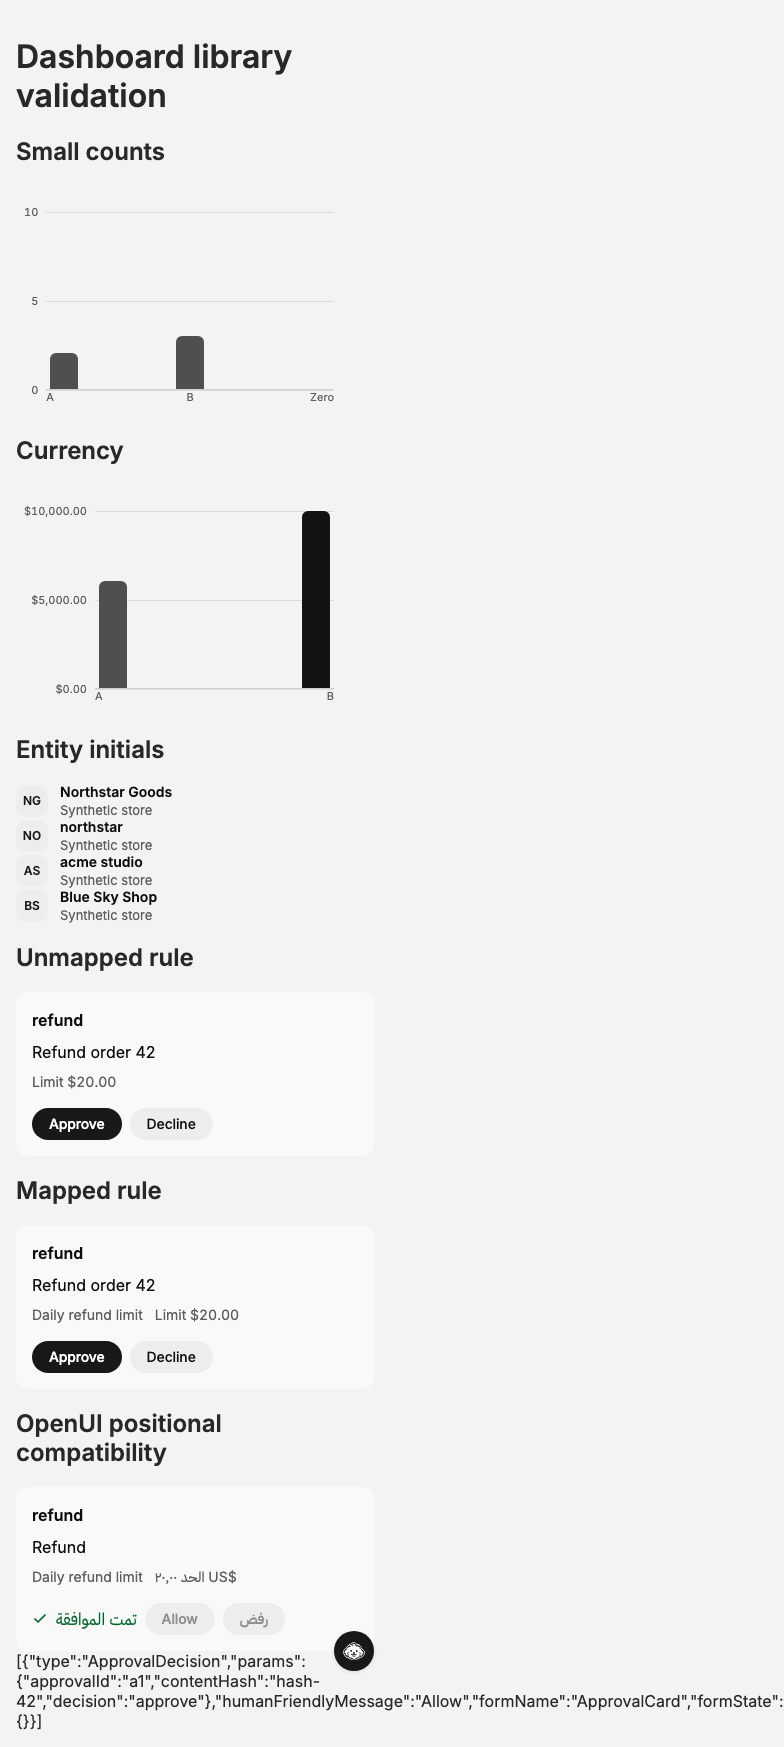 Dashboard library
validation
Small counts
10
5
0
A B Zero
Currency
$10,000.00
$5,000.00
$0.00
A B
Entity initials
NG Northstar Goods
Synthetic store
NO northstar
Synthetic store
AS acme studio
Synthetic store
BS Blue Sky Shop
Synthetic store
Unmapped rule
refund
Refund order 42
Limit $20.00
Approve Decline
Mapped rule
refund
Refund order 42
Daily refund limit Limit $20.00
Approve Decline
OpenUI positional
compatibility
refund
Refund
Daily refund limit الحد ٢٠٫٠٠ US$
تمت الموافقة Allow رفض
[{"type":"ApprovalDecision","params":
{"approvalId":"a1","contentHash":"hash-
42","decision":"approve"},"humanFriendlyMessage":"Allow","formName":"ApprovalCard","formState":
{}}]